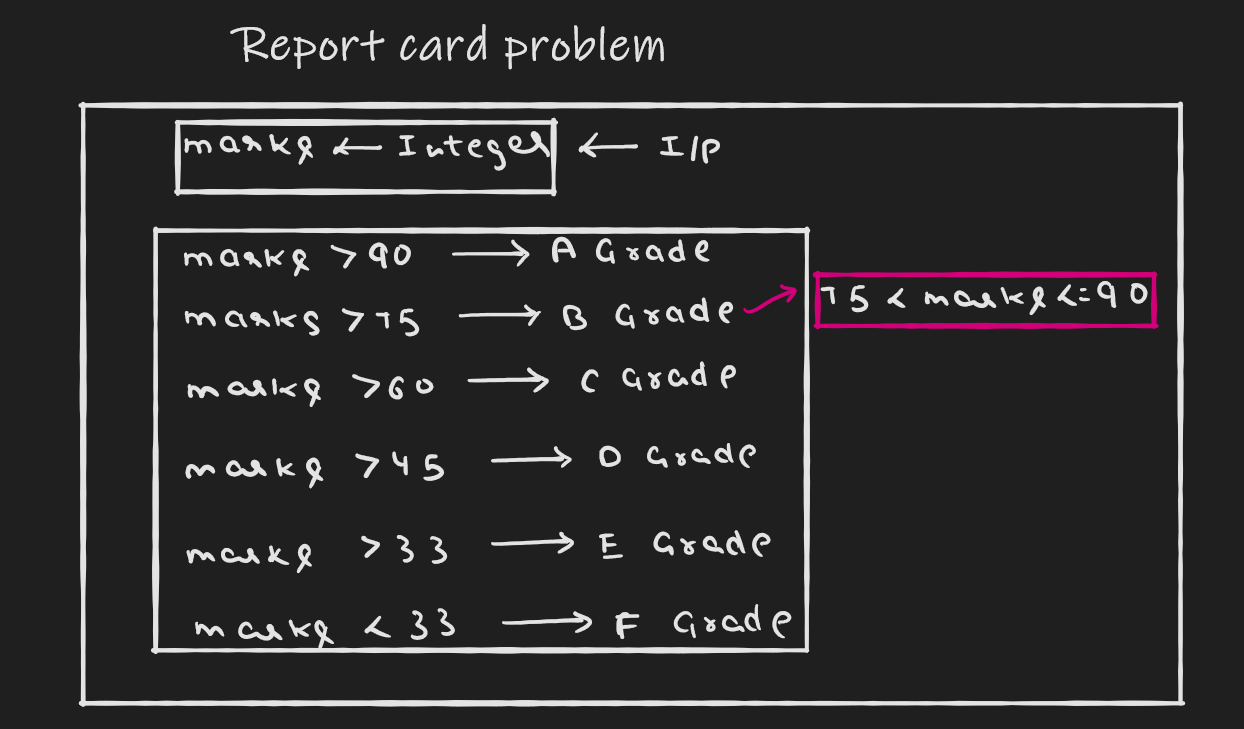 Report card problem
marks ← Integer ← I/P
marks > 90 → A Grade
marks > 75 → B Grade
75 < marks <= 90
marks > 60 → C Grade
marks > 45 → D Grade
marks > 33 → E Grade
marks < 33 → F Grade